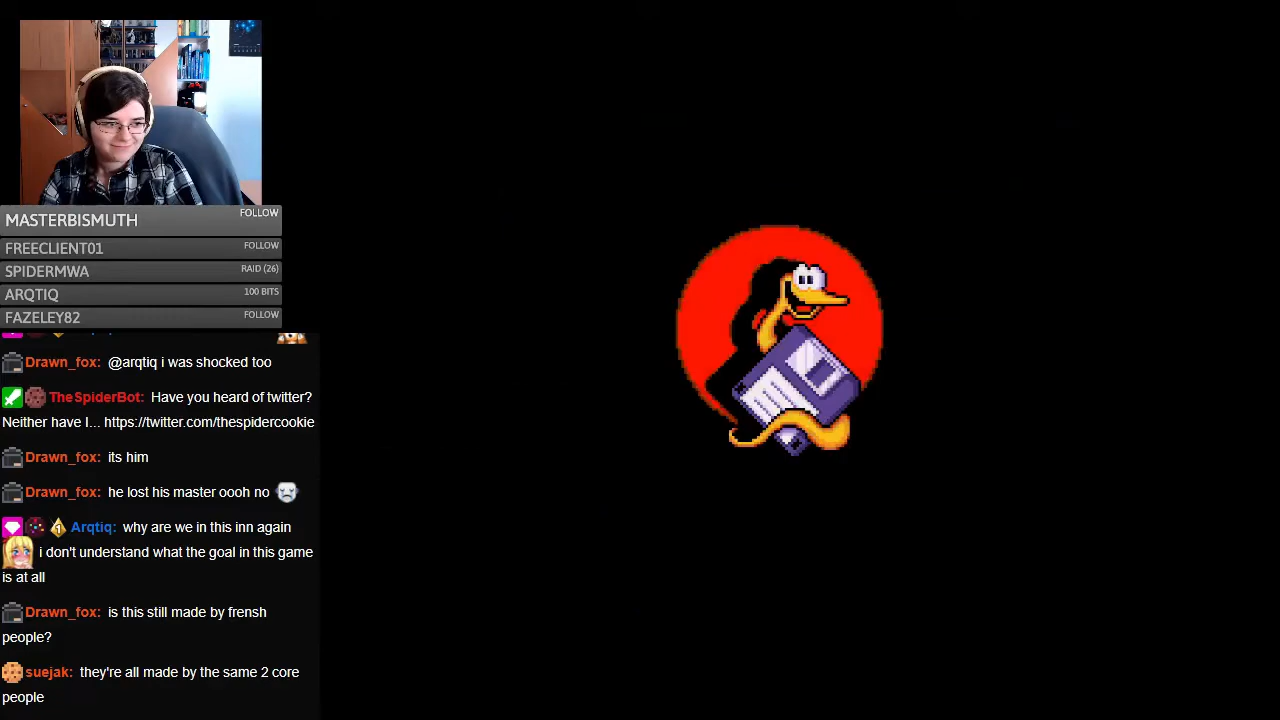 MASTERBISMUTH FOLLOW
FREECLIENT01 FOLLOW
SPIDERMWA RAID (26)
ARQTIQ 100 BITS
FAZELEY82 FOLLOW
Drawn_fox: @arqtiq i was shocked too
TheSpiderBot: Have you heard of twitter?
Neither have I... https://twitter.com/thespidercookie
Drawn_fox: its him
Drawn_fox: he lost his master oooh no
1 Arqtiq: why are we in this inn again
i don't understand what the goal in this game
is at all
Drawn_fox: is this still made by frensh
people?
suejak: they're all made by the same 2 core
people